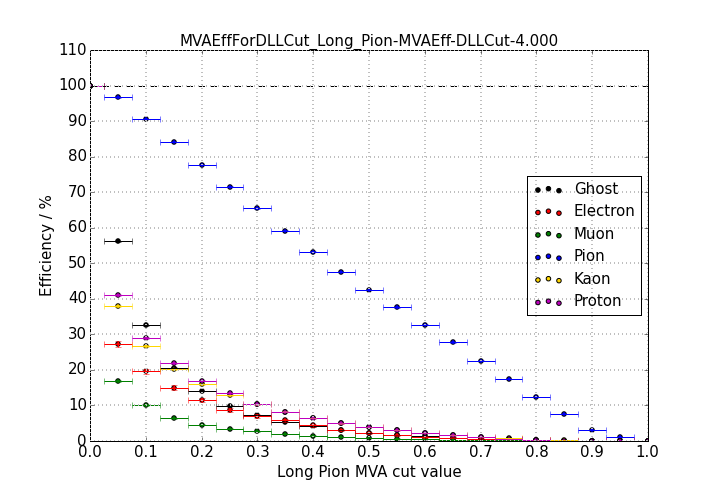 MVAEffForDLLCut_Long_Pion-MVAEff-DLLCut-4.000
110
100
90
80
70
60
50
40
30
20
10
0
Efficiency / %
Ghost
Electron
Muon
Pion
Kaon
Proton
0.0 0.1 0.2 0.3 0.4 0.5 0.6 0.7 0.8 0.9 1.0
Long Pion MVA cut value